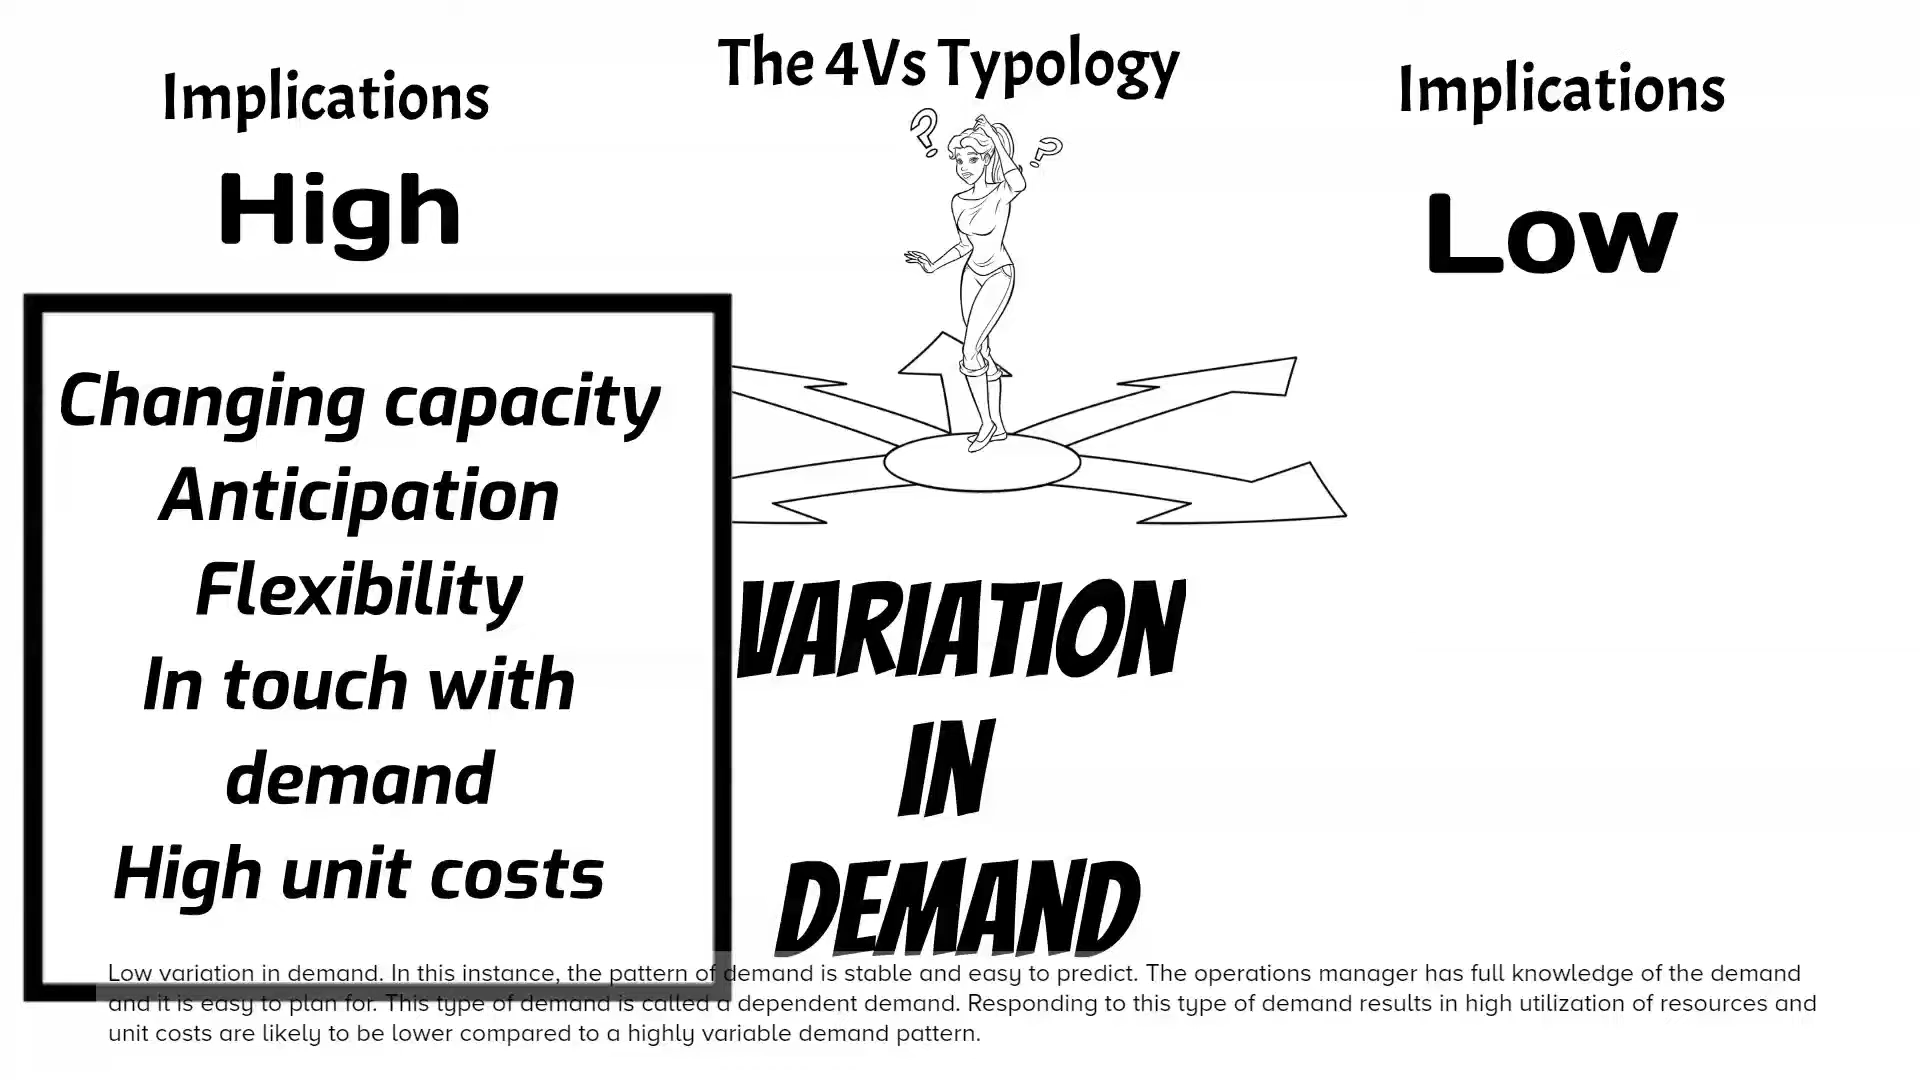 The 4Vs Typology
Implications
High
Changing capacity
Anticipation
Flexibility
In touch with
demand
High unit costs
? ?
VARIATION
IN
DEMAND
Implications
Low
Low variation in demand. In this instance, the pattern of demand is stable and easy to predict. The operations manager has full knowledge of the demand
and it is easy to plan for. This type of demand is called a dependent demand. Responding to this type of demand results in high utilization of resources and
unit costs are likely to be lower compared to a highly variable demand pattern.